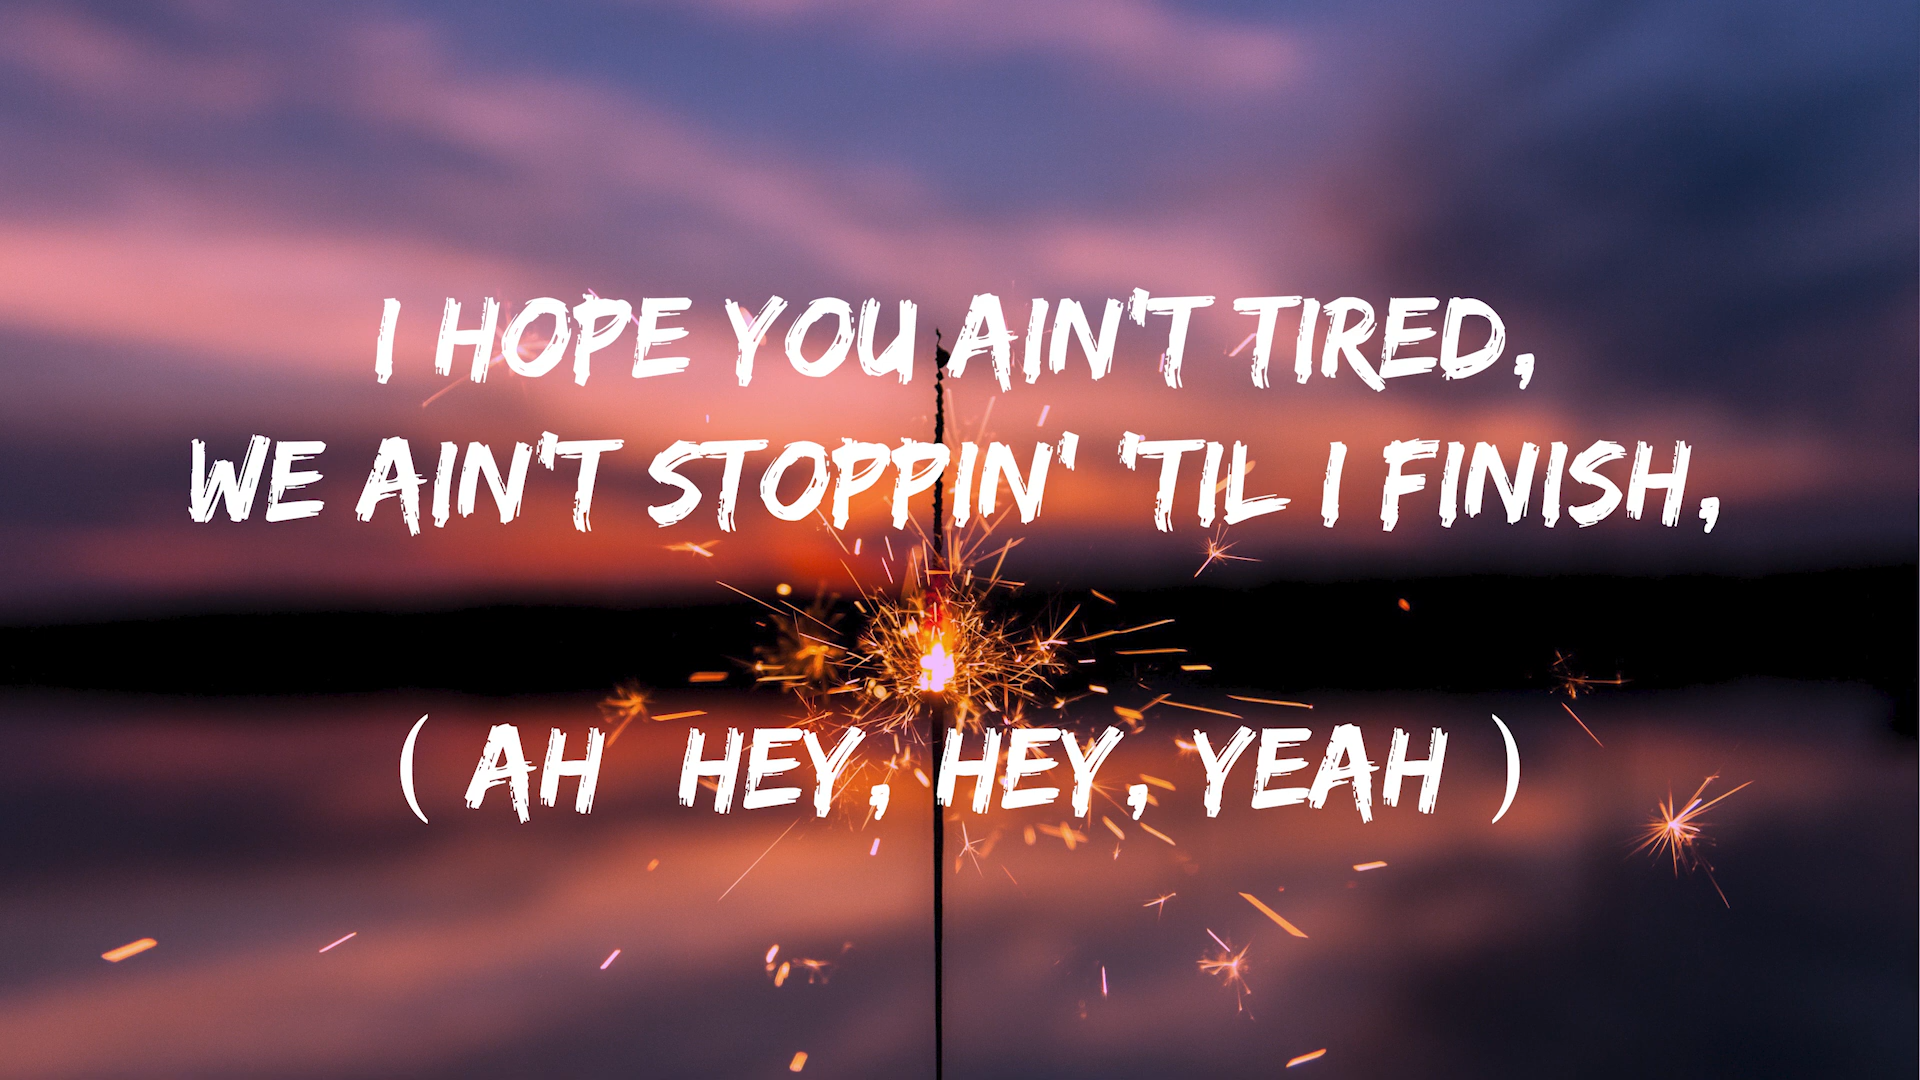 I HOPE YOU AIN'T TIRED,
WE AIN'T STOPPIN' 'TIL I FINISH,
( AH HEY, HEY, YEAH )